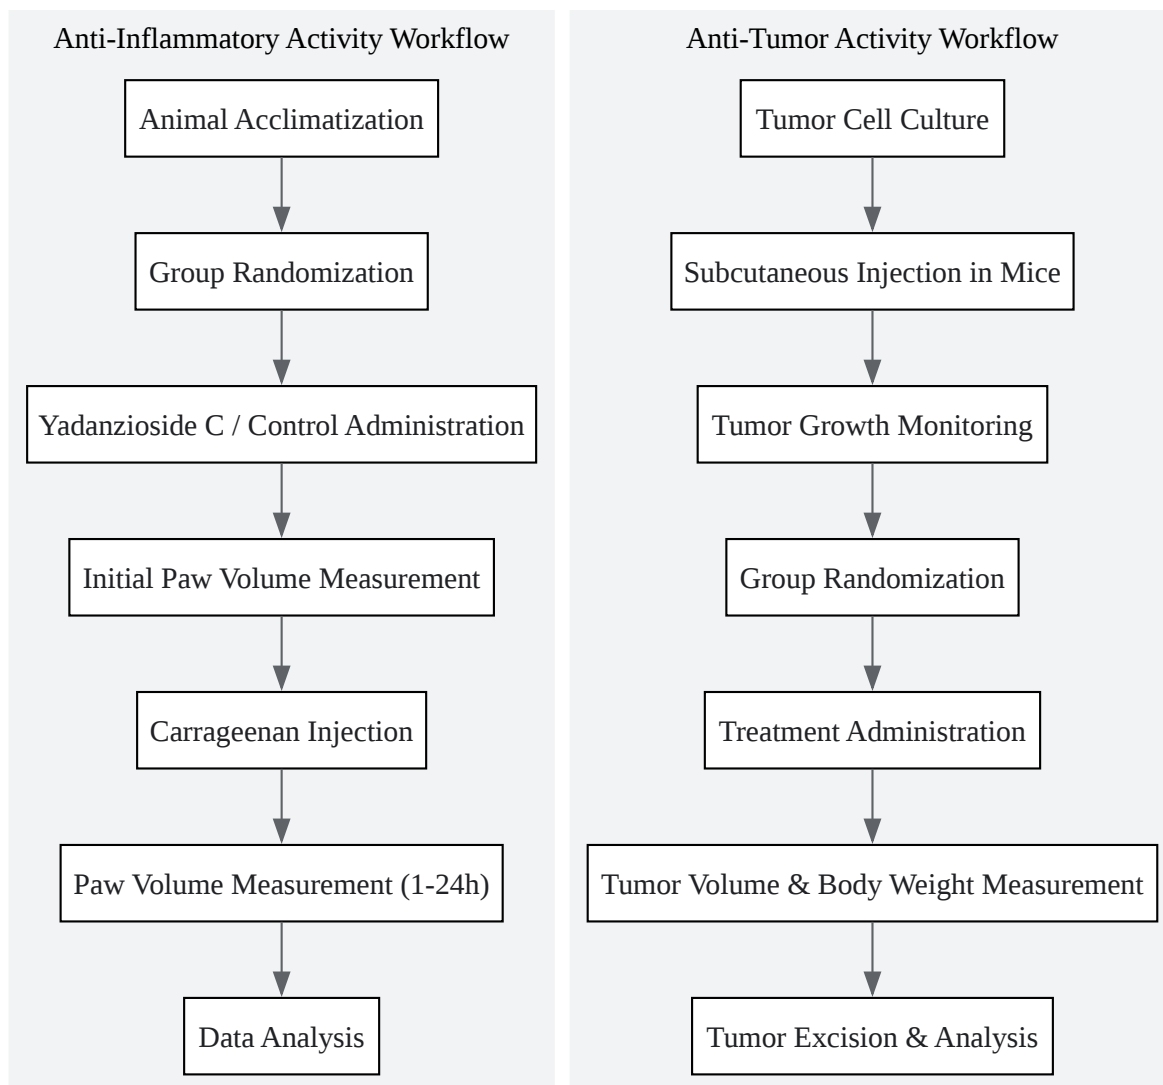 Anti-Inflammatory Activity Workflow
Animal Acclimatization
Group Randomization
Yadanzioside C / Control Administration
Initial Paw Volume Measurement
Carrageenan Injection
Paw Volume Measurement (1-24h)
Data Analysis
Anti-Tumor Activity Workflow
Tumor Cell Culture
Subcutaneous Injection in Mice
Tumor Growth Monitoring
Group Randomization
Treatment Administration
Tumor Volume & Body Weight Measurement
Tumor Excision & Analysis